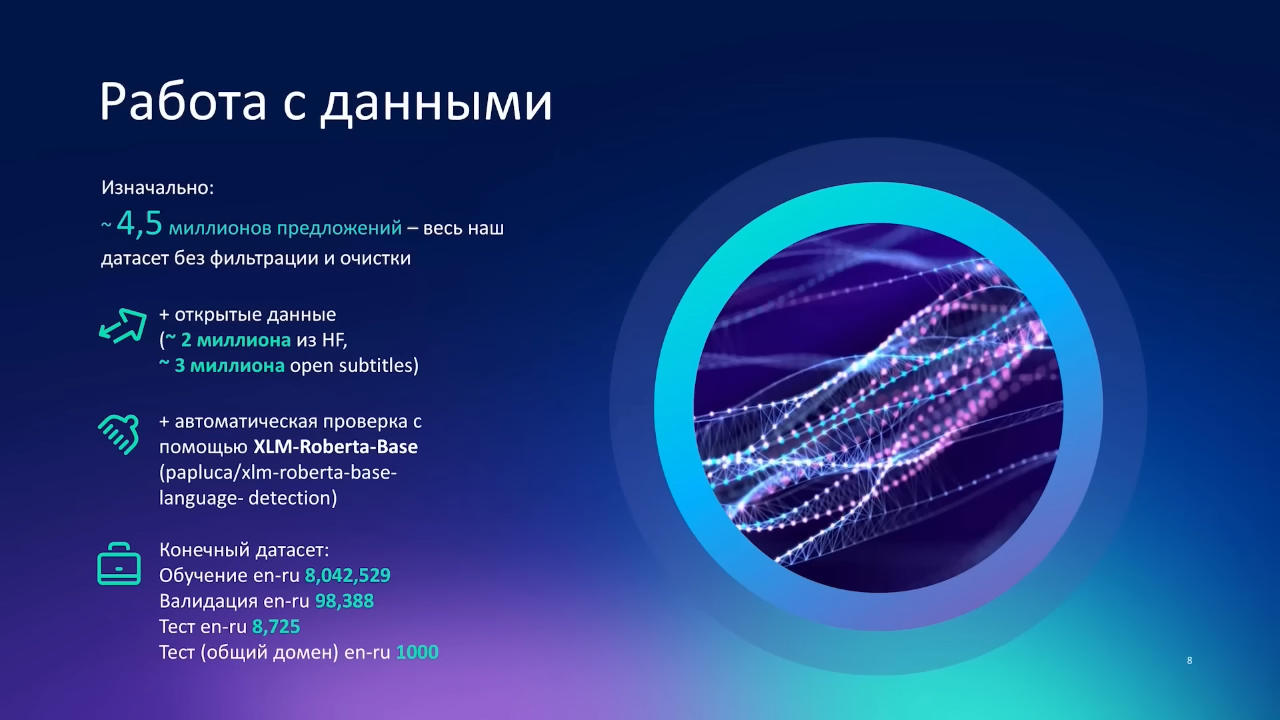 Работа с данными
Изначально:
~ 4,5 миллионов предложений – весь наш
датасет без фильтрации и очистки
+ открытые данные
(~ 2 миллиона из HF,
~ 3 миллиона open subtitles)
+ автоматическая проверка с
помощью XLM-Roberta-Base
(papluca/xlm-roberta-base-
language- detection)
Конечный датасет:
Обучение en-ru 8,042,529
Валидация en-ru 98,388
Тест en-ru 8,725
Тест (общий домен) en-ru 1000
8